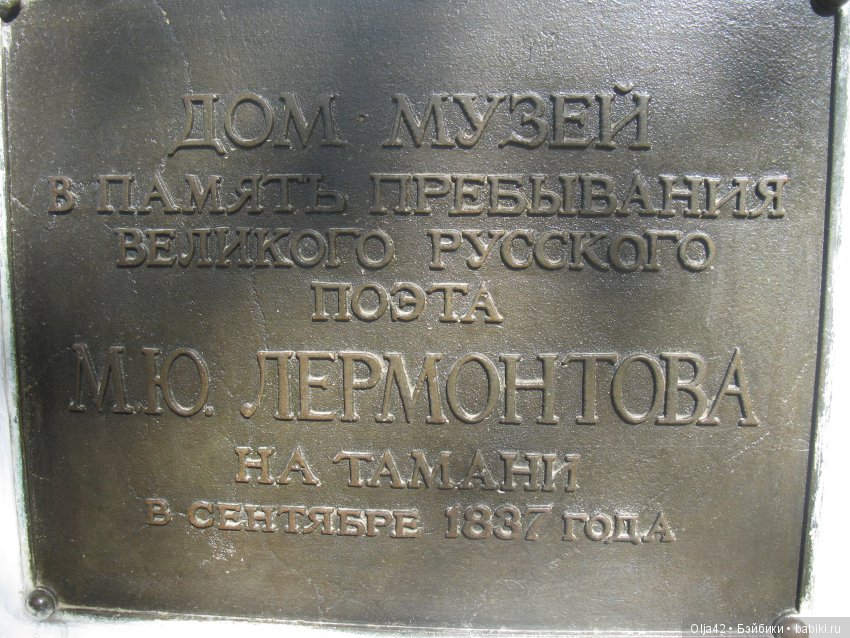 ДОМ · МУЗЕЙ
В ПАМЯТЬ ПРЕБЫВАНИЯ
ВЕЛИКОГО РУССКОГО
ПОЭТА
М.Ю. ЛЕРМОНТОВА
НА ТАМАНИ
В СЕНТЯБРЕ 1837 ГОДА
Olja42 • Бэйбики • babiki.ru